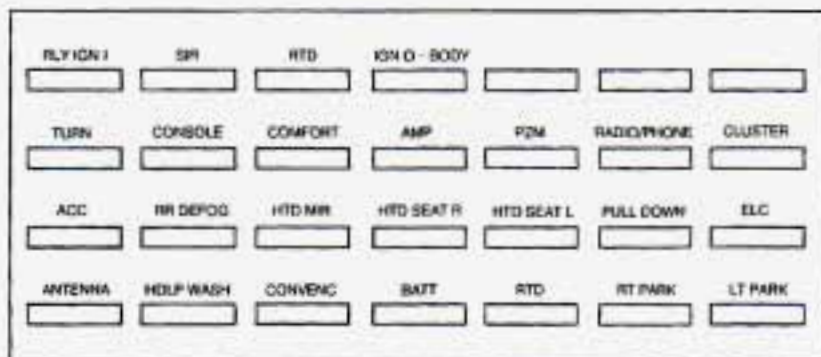 RLY IGN 1 SIR RTD IGN O - BODY
TURN CONSOLE COMFORT AMP PZM RADIO/PHONE CLUSTER
ACC RR DEFOG HTD MIR HTD SEAT R HTD SEAT L PULL DOWN ELC
ANTENNA HDLP WASH CONVENC BATT RTD RT PARK LT PARK